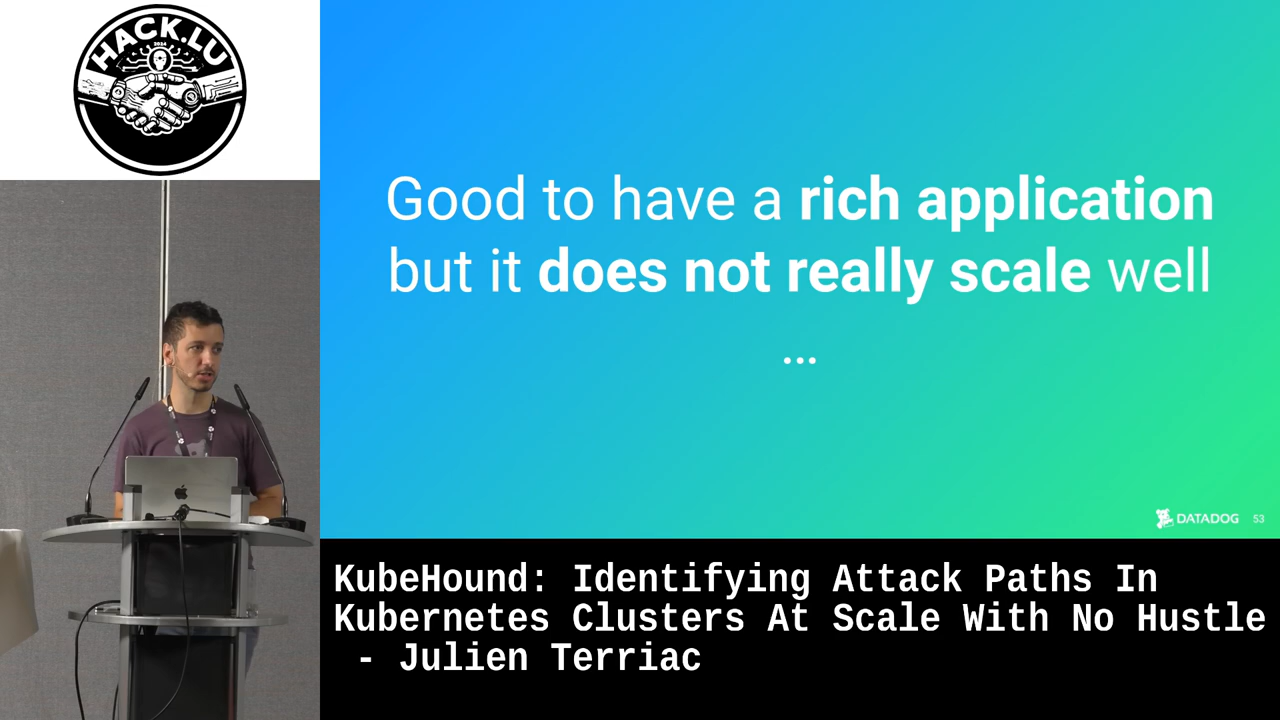 HACK.LU
2024
Good to have a rich application
but it does not really scale well
...
DATADOG 53
KubeHound: Identifying Attack Paths In
Kubernetes Clusters At Scale With No Hustle
- Julien Terriac